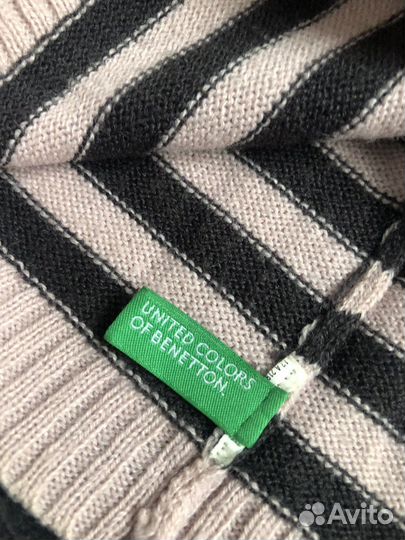 UNITED COLORS
OF BENETTON.
Avito